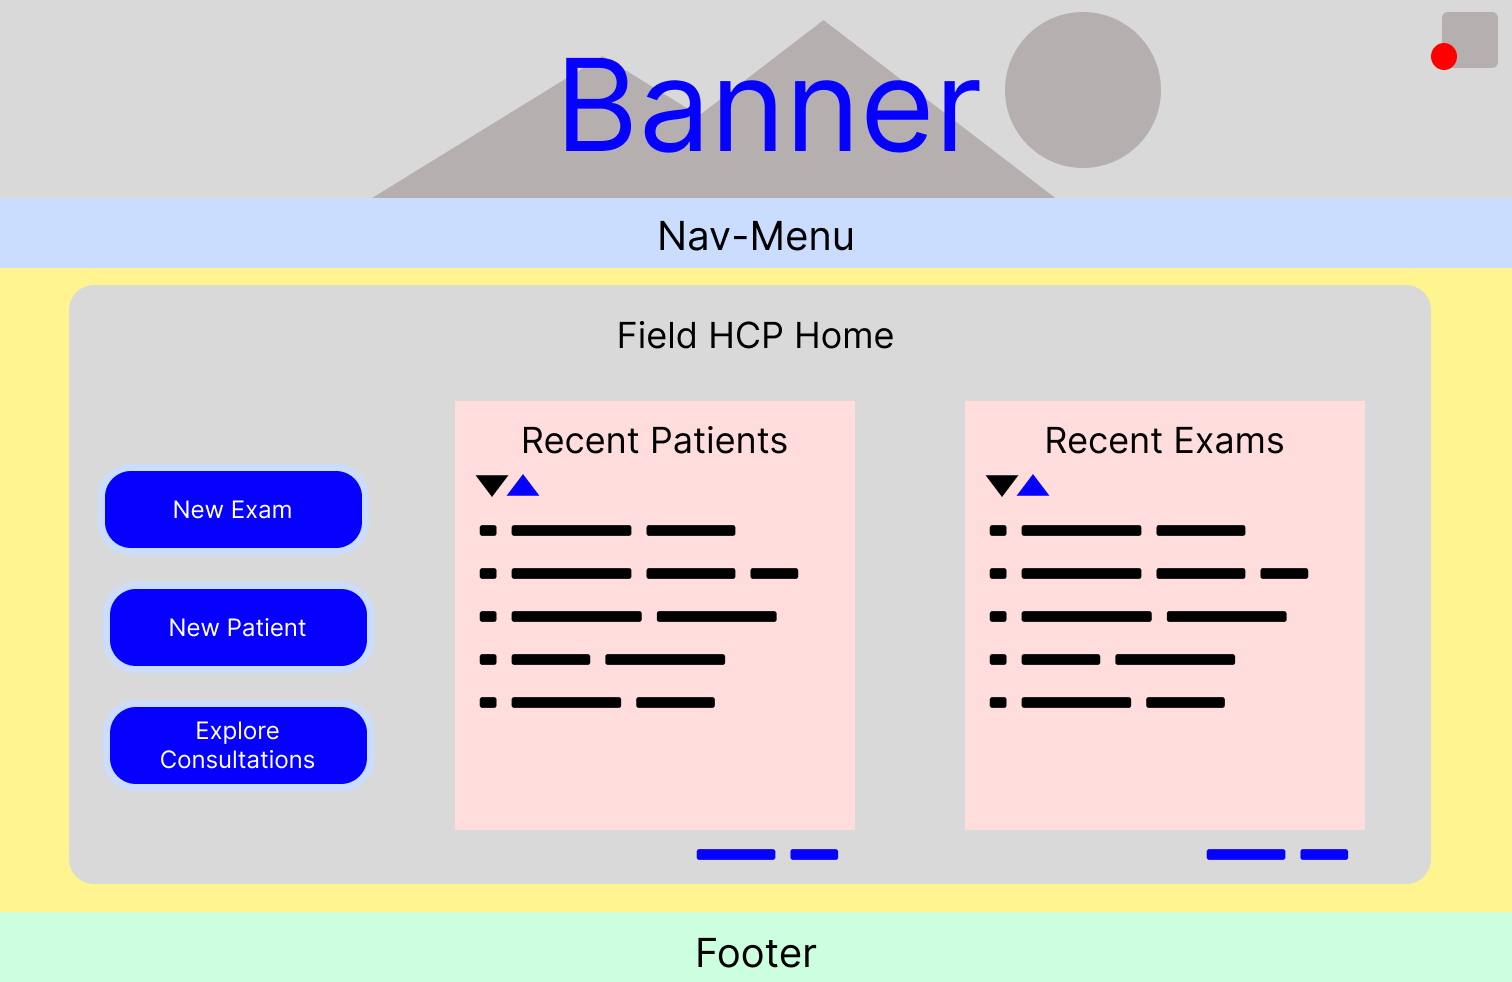 Banner
Nav-Menu
Field HCP Home
New Exam
New Patient
Explore
Consultations
Recent Patients
Recent Exams
Footer